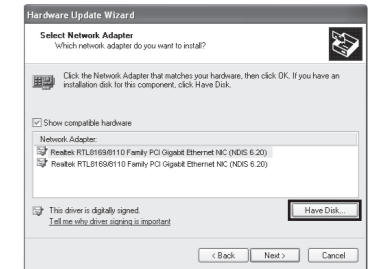 Hardware Update Wizard
Select Network Adapter
Which network adapter do you want to install?
Click the Network Adapter that matches your hardware, then click OK. If you have an
installation disk for this component, click Have Disk.
Show compatible hardware
Network Adapter:
Realtek RTL8169/8110 Family PCI Gigabit Ethernet NIC (NDIS 6.20)
Realtek RTL8169/8110 Family PCI Gigabit Ethernet NIC (NDIS 6.20)
This driver is digitally signed.
Have Disk...
Tell me why driver signing is important
< Back
Next >
Cancel